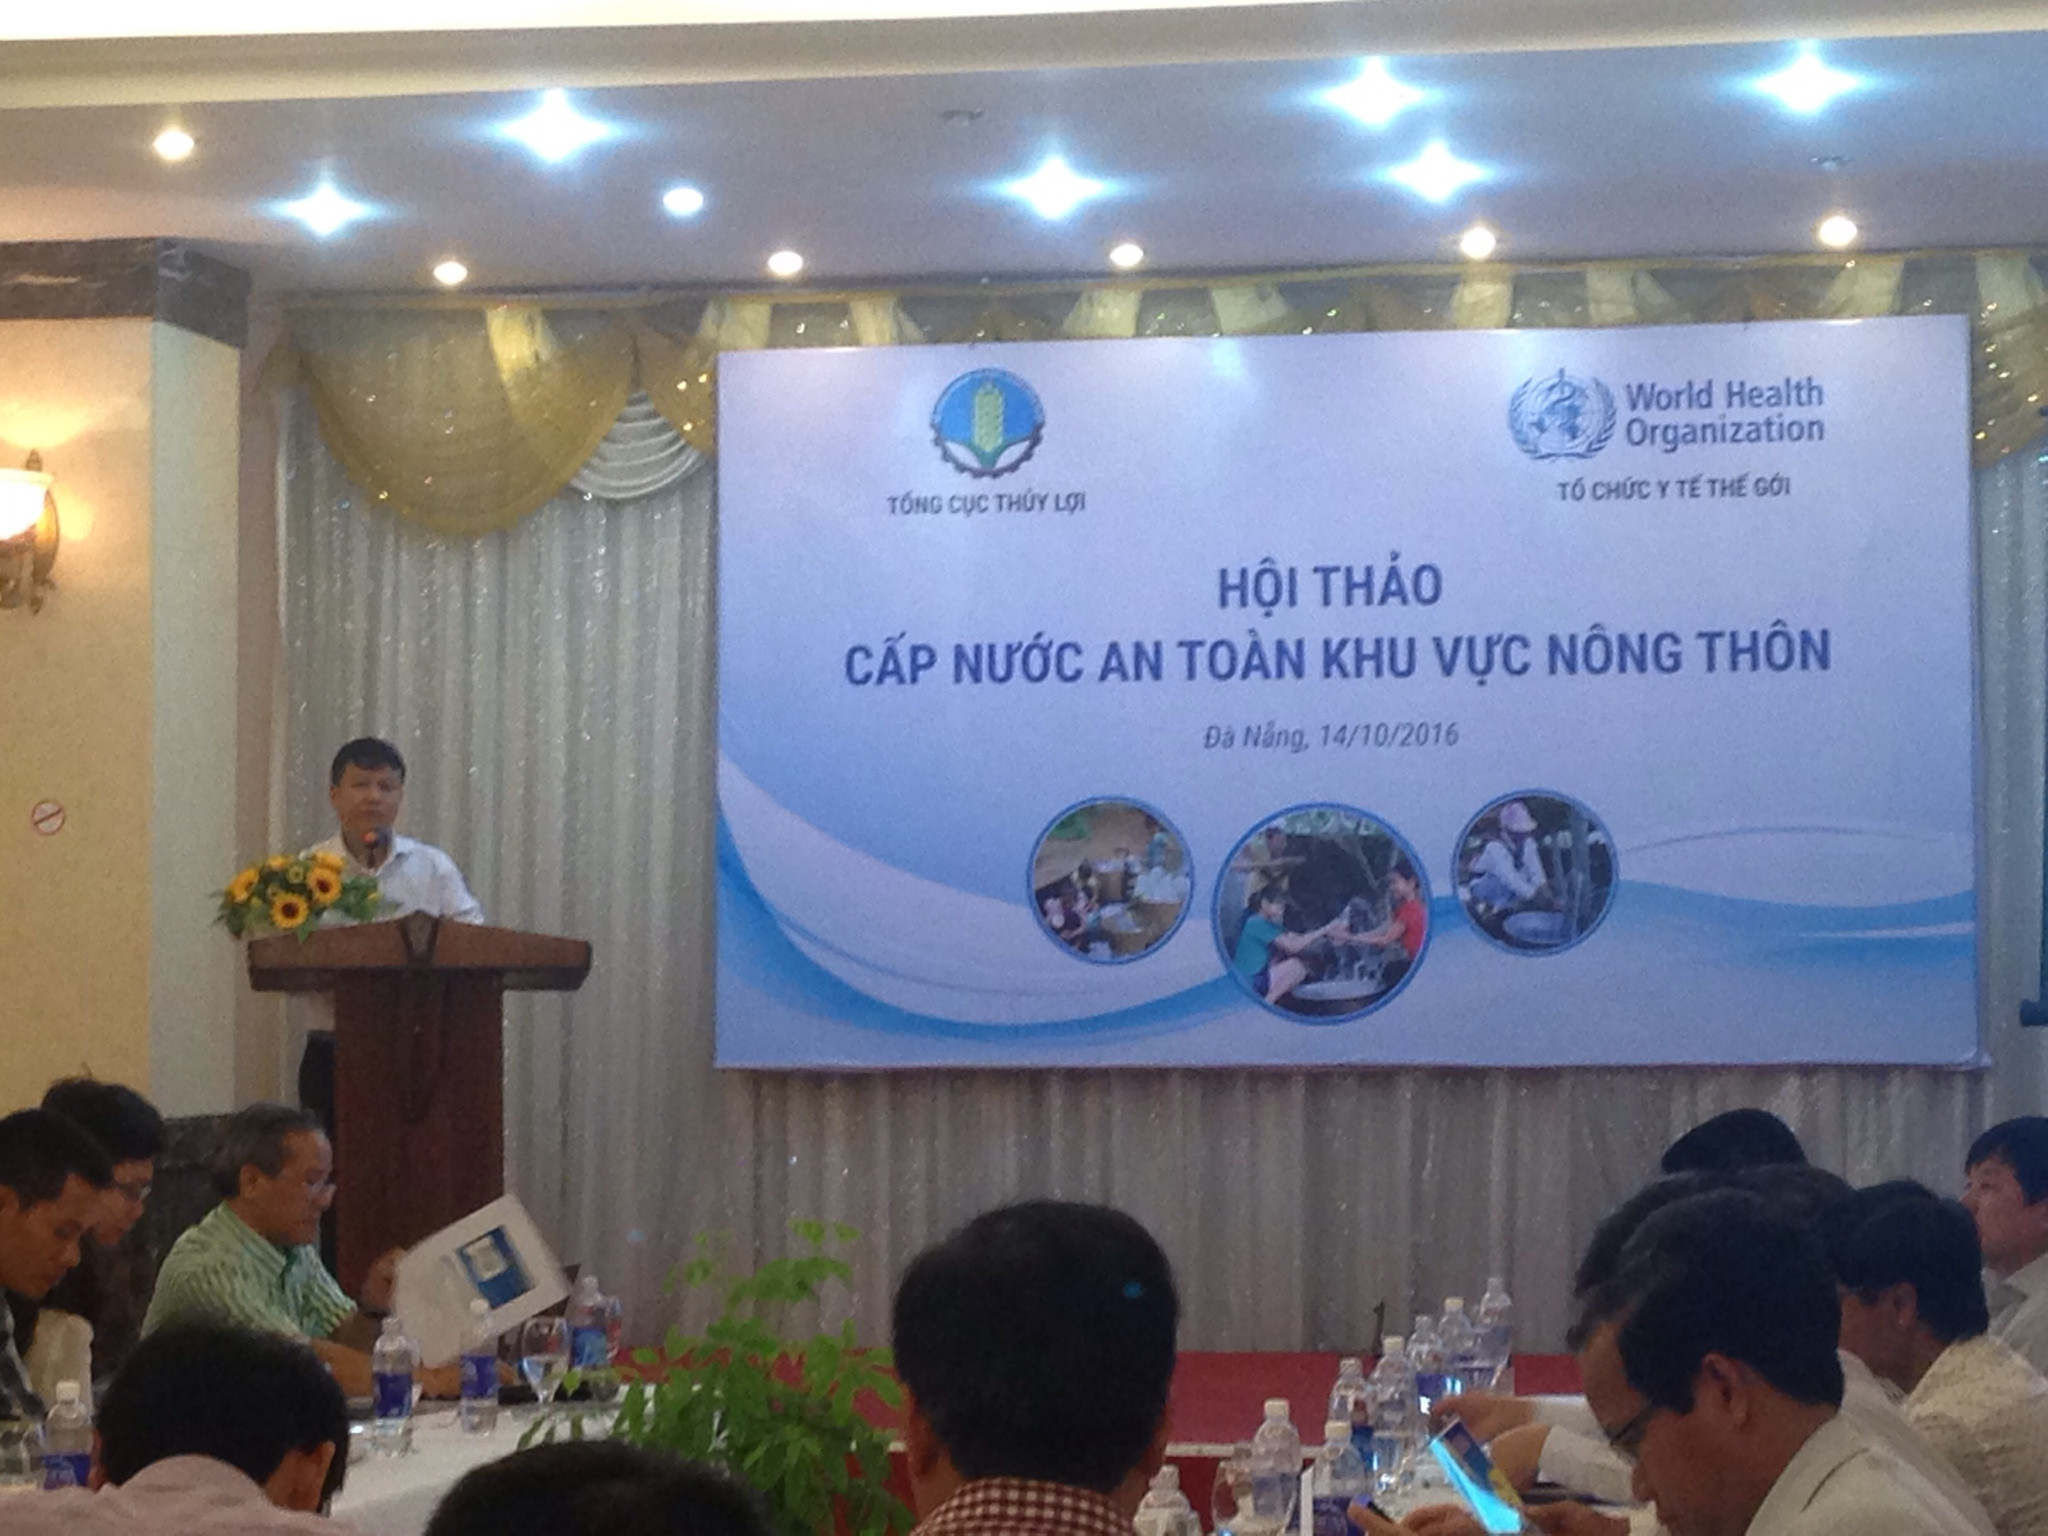 TỔNG CỤC THỦY LỢI
World Health
Organization
TỔ CHỨC Y TẾ THẾ GỚI
HỘI THẢO
CẤP NƯỚC AN TOÀN KHU VỰC NÔNG THÔN
Đà Nẵng, 14/10/2016